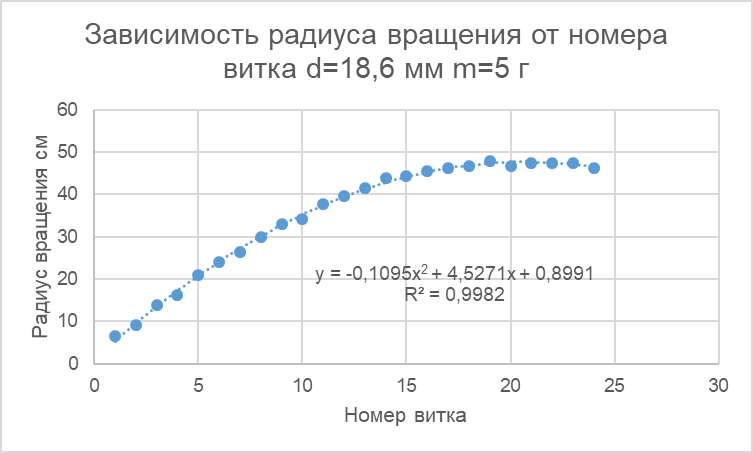 Зависимость радиуса вращения от номера
витка d=18,6 мм m=5 г
60
50
40
30
20
10
0
Радиус вращения см
y = -0,1095x² + 4,5271x + 0,8991
R² = 0,9982
0 5 10 15 20 25 30
Номер витка